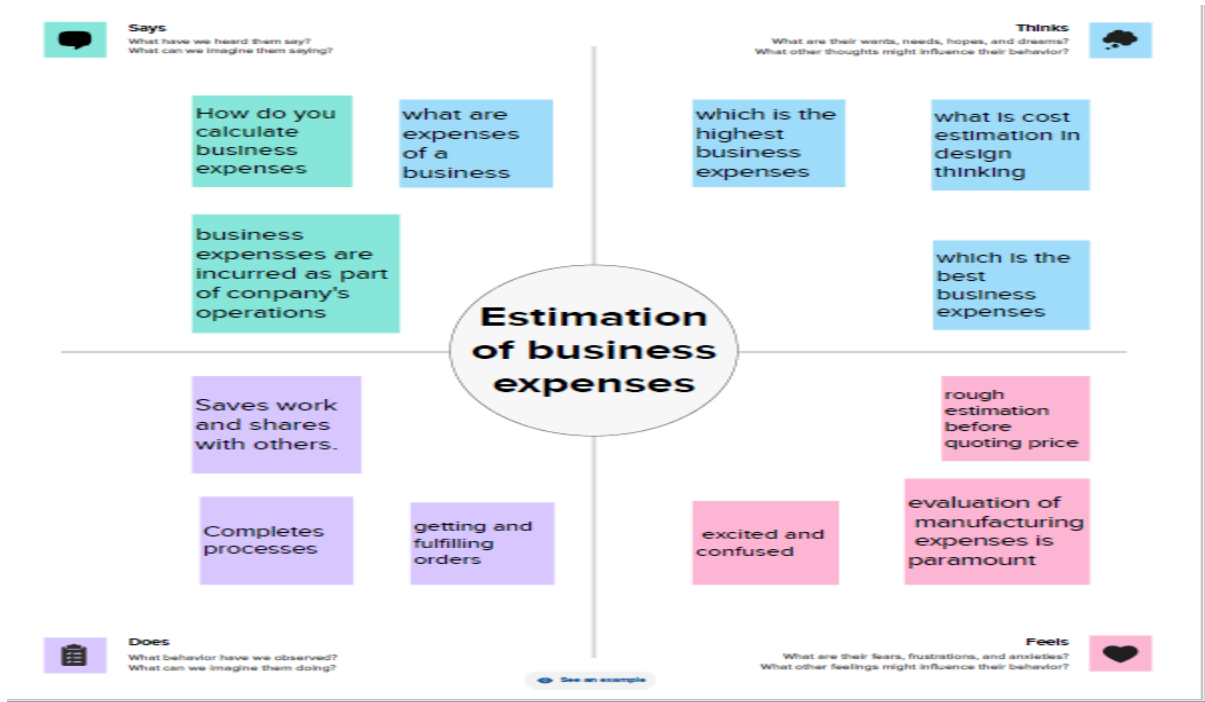 Says
What have we heard them say?
What can we imagine them saying?
Thinks
What are their wants, needs, hopes, and dreams?
What other thoughts might influence their behavior?
How do you
calculate
business
expenses
what are
expenses
of a
business
business
expensses are
incurred as part
of conpany's
operations
which is the
highest
business
expenses
what is cost
estimation in
design
thinking
which is the
best
business
expenses
Estimation
of business
expenses
Saves work
and shares
with others.
Completes
processes
getting and
fulfilling
orders
rough
estimation
before
quoting price
excited and
confused
evaluation of
manufacturing
expenses is
paramount
Does
What behavior have we observed?
What can we imagine them doing?
Feels
What are their fears, frustrations, and anxieties?
What other feelings might influence their behavior?
See an example